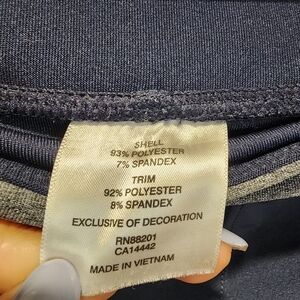 SHELL
93% POLYESTER
7% SPANDEX
TRIM
92% POLYESTER
8% SPANDEX
EXCLUSIVE OF DECORATION
RN88201
CA14442
MADE IN VIETNAM